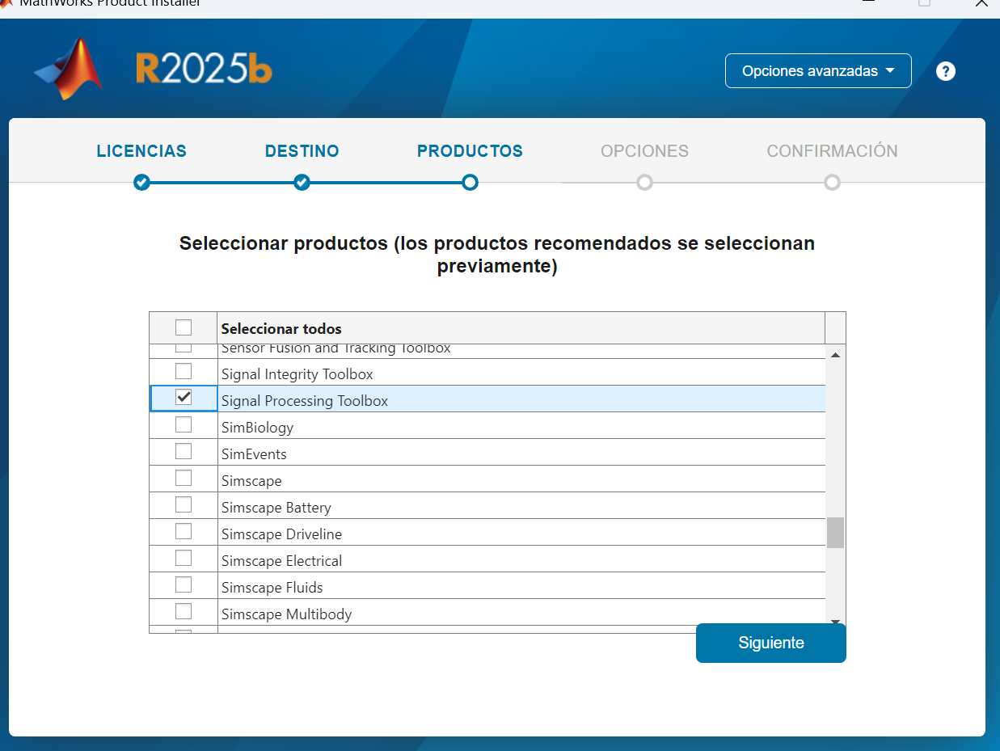 MathWorks Product Installer
R2025b
Opciones avanzadas
?
LICENCIAS
DESTINO
PRODUCTOS
OPCIONES
CONFIRMACIÓN
Seleccionar productos (los productos recomendados se seleccionan
previamente)
Seleccionar todos
Sensor Fusion and Tracking Toolbox
Signal Integrity Toolbox
Signal Processing Toolbox
SimBiology
SimEvents
Simscape
Simscape Battery
Simscape Driveline
Simscape Electrical
Simscape Fluids
Simscape Multibody
Siguiente